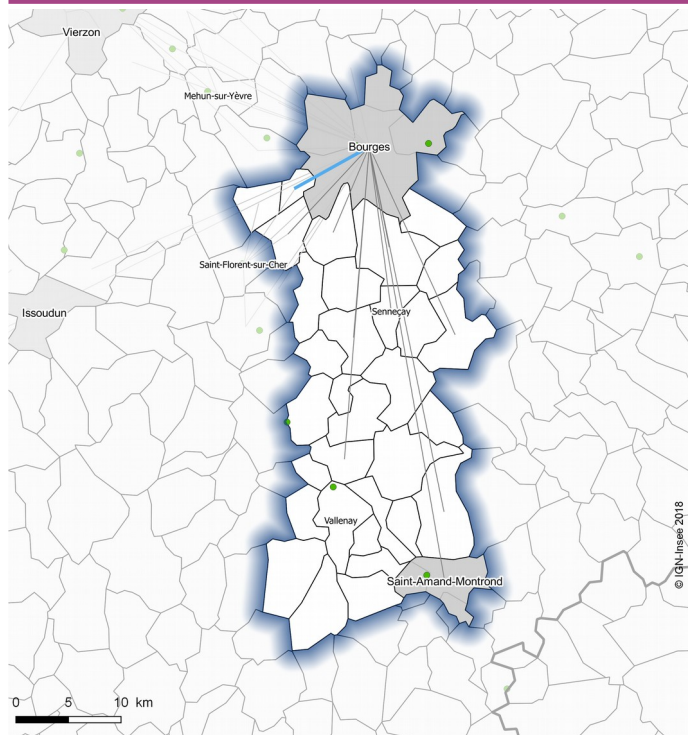 Vierzon
Mehun-sur-Yèvre
Bourges
Saint-Florent-sur-Cher
Issoudun
Senneçay
Vallenay
Saint-Amand-Montrond
© IGN-Insee 2018
0 5 10 km